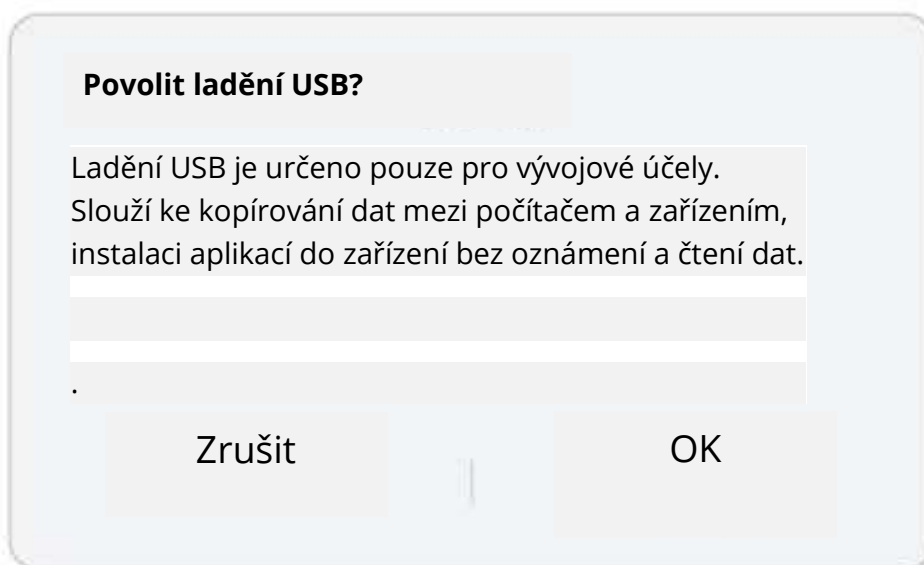 Povolit ladění USB?
Ladění USB je určeno pouze pro vývojové účely.
Slouží ke kopírování dat mezi počítačem a zařízením,
instalaci aplikací do zařízení bez oznámení a čtení dat.
.
Zrušit
OK